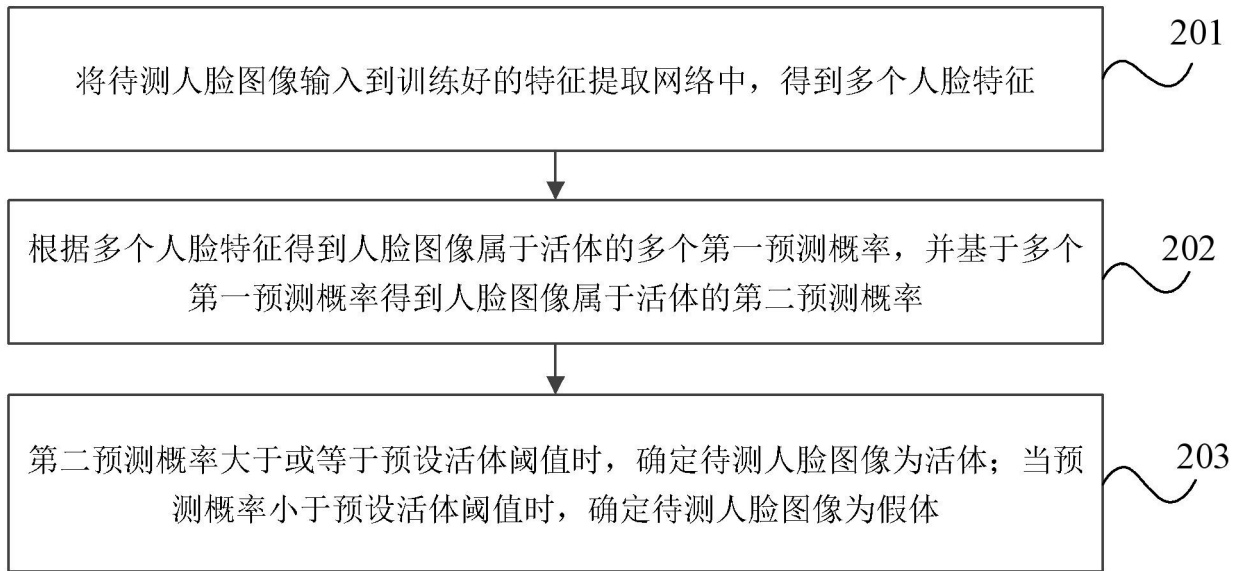 将待测人脸图像输入到训练好的特征提取网络中，得到多个人脸特征
201
根据多个人脸特征得到人脸图像属于活体的多个第一预测概率，并基于多个
第一预测概率得到人脸图像属于活体的第二预测概率
202
第二预测概率大于或等于预设活体阈值时，确定待测人脸图像为活体；当预
测概率小于预设活体阈值时，确定待测人脸图像为假体
203